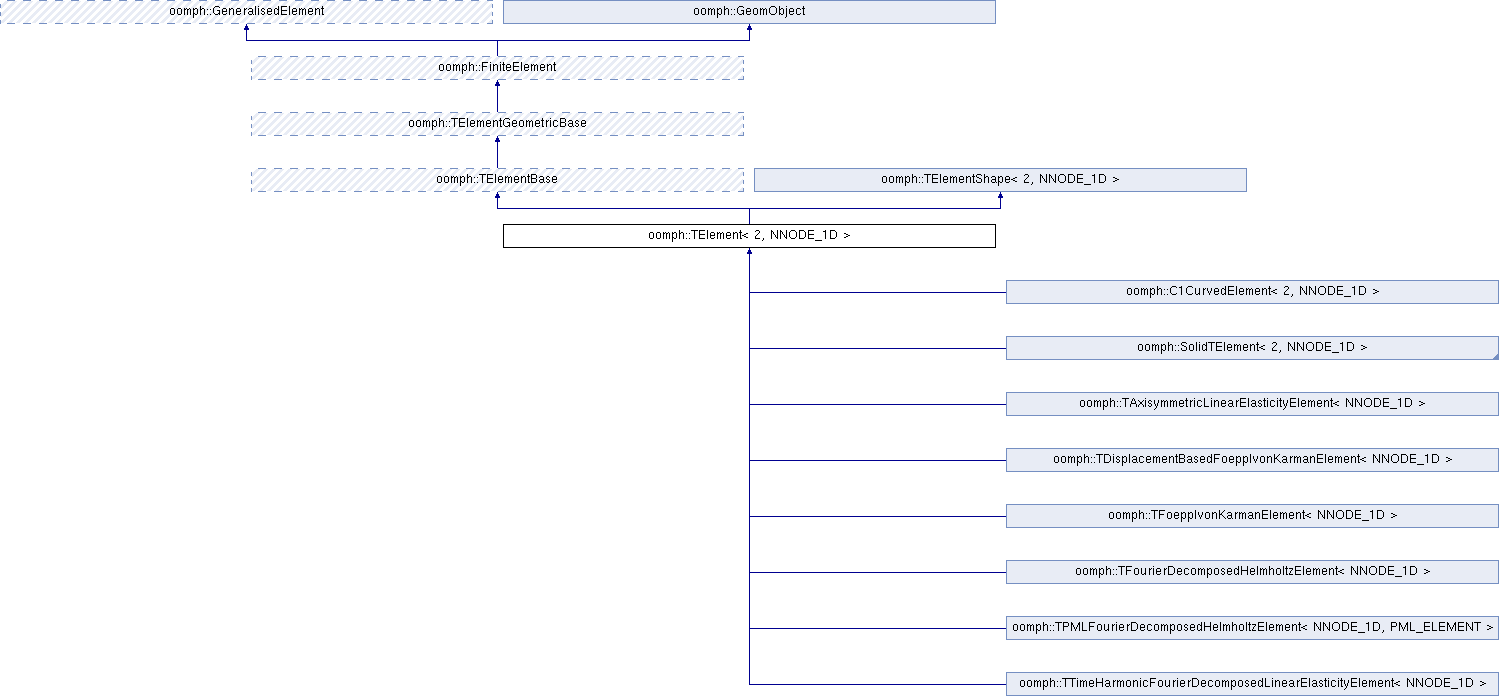 oomph::GeneralisedElement
oomph::GeomObject
oomph::FiniteElement
oomph::TElementGeometricBase
oomph::TElementBase
oomph::TElementShape< 2, NNODE_1D >
oomph::TElement< 2, NNODE_1D >
oomph::C1CurvedElement< 2, NNODE_1D >
oomph::SolidTElement< 2, NNODE_1D >
oomph::TAxisymmetricLinearElasticityElement< NNODE_1D >
oomph::TDisplacementBasedFoepplvonKarmanElement< NNODE_1D >
oomph::TFoepplvonKarmanElement< NNODE_1D >
oomph::TFourierDecomposedHelmholtzElement< NNODE_1D >
oomph::TPMLFourierDecomposedHelmholtzElement< NNODE_1D, PML_ELEMENT >
oomph::TTimeHarmonicFourierDecomposedLinearElasticityElement< NNODE_1D >